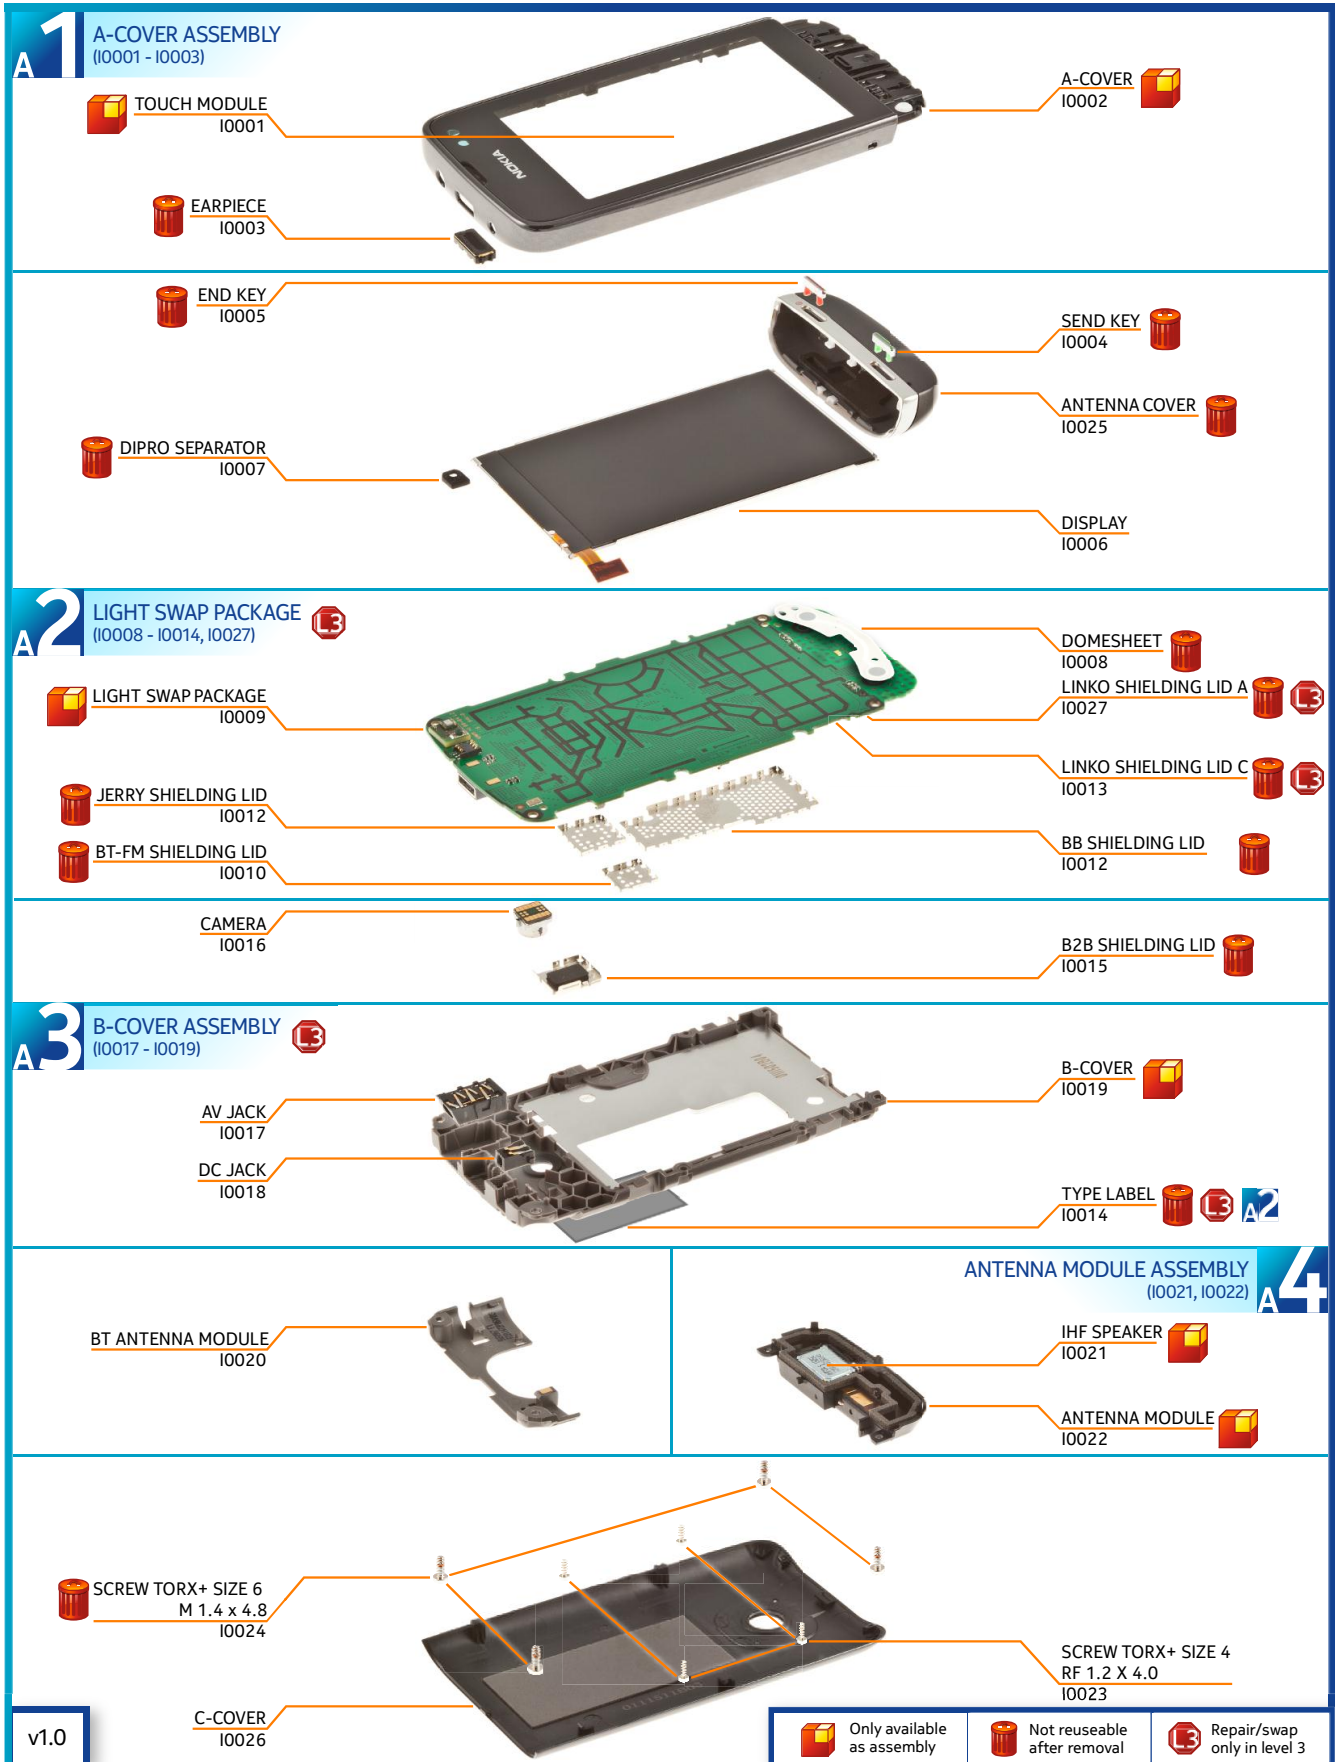 A1
A-COVER ASSEMBLY
(I0001 - I0003)
TOUCH MODULE
I0001
A-COVER
I0002
NOKIA
EARPIECE
I0003
END KEY
I0005
SEND KEY
I0004
ANTENNA COVER
I0025
DIPRO SEPARATOR
I0007
DISPLAY
I0006
A2
LIGHT SWAP PACKAGE
(I0008 - I0014, I0027)
L3
DOMESHEET
I0008
LIGHT SWAP PACKAGE
I0009
LINKO SHIELDING LID A
I0027
L3
LINKO SHIELDING LID C
I0013
L3
JERRY SHIELDING LID
I0012
BB SHIELDING LID
I0012
BT-FM SHIELDING LID
I0010
CAMERA
I0016
B2B SHIELDING LID
I0015
A3
B-COVER ASSEMBLY
(I0017 - I0019)
L3
B-COVER
I0019
AV JACK
I0017
DC JACK
I0018
TYPE LABEL
I0014
L3
A2
BT ANTENNA MODULE
I0020
ANTENNA MODULE ASSEMBLY
(I0021, I0022)
A4
IHF SPEAKER
I0021
ANTENNA MODULE
I0022
SCREW TORX+ SIZE 6
M 1.4 x 4.8
I0024
SCREW TORX+ SIZE 4
RF 1.2 X 4.0
I0023
C-COVER
I0026
v1.0
Only available
as assembly
Not reuseable
after removal
L3
Repair/swap
only in level 3